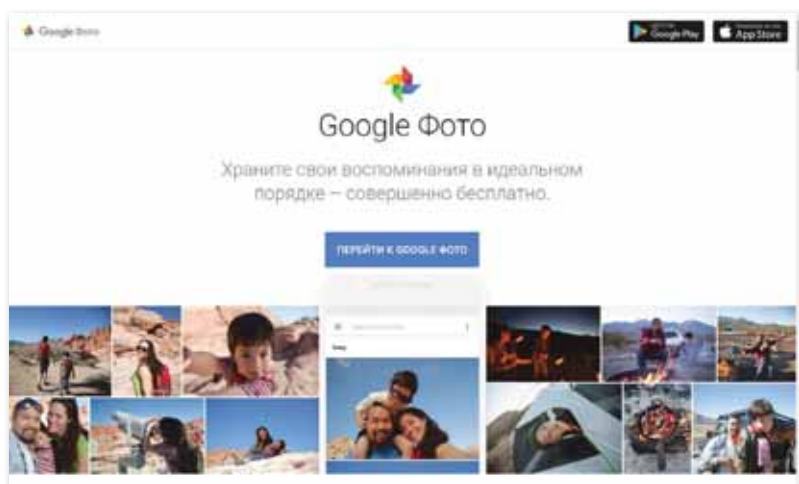 Google Фото
Google Play
App Store
Google Фото
Храните свои воспоминания в идеальном
порядке – совершенно бесплатно.
ПЕРЕЙТИ К GOOGLE ФОТО